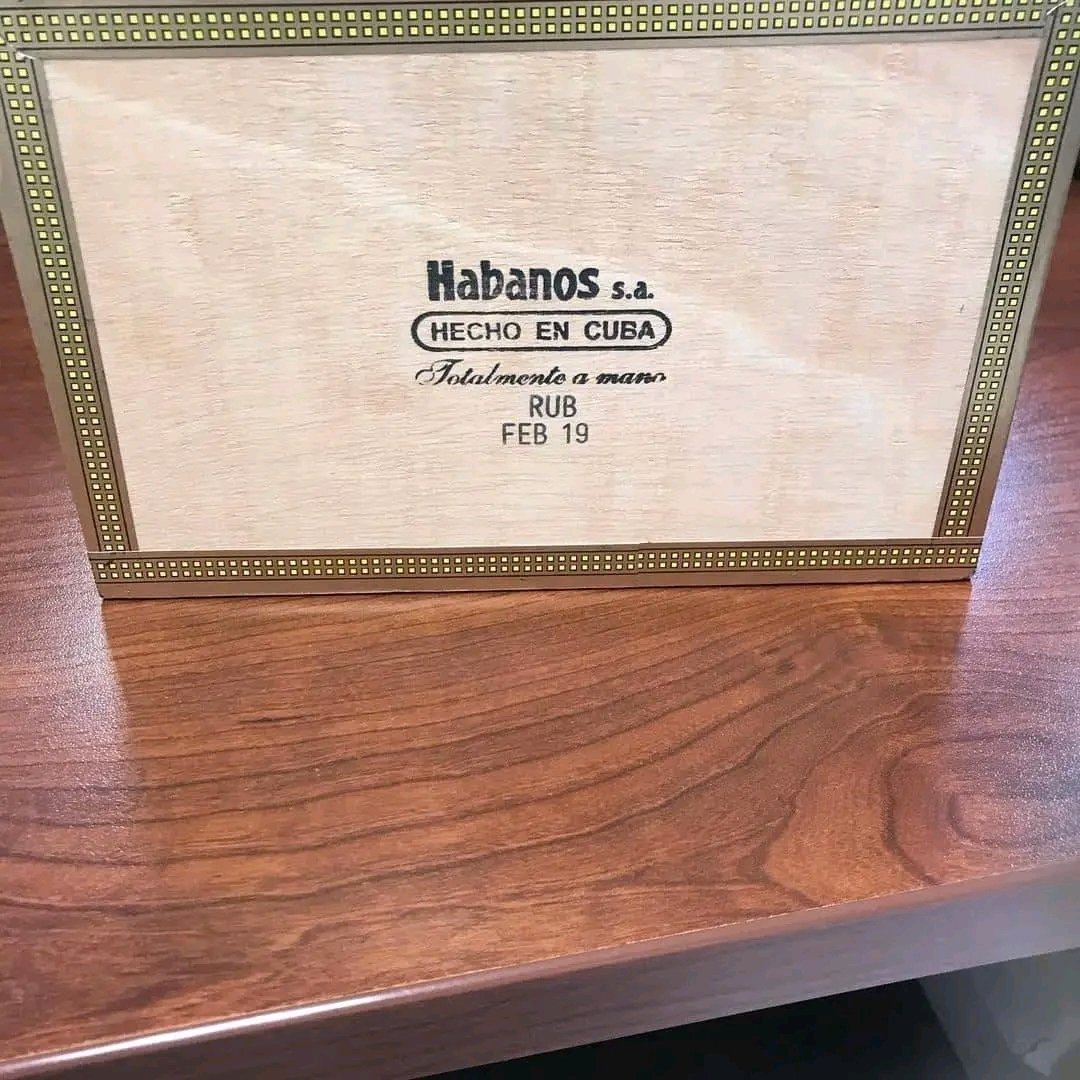 Habanos s.a.
HECHO EN CUBA
Totalmente a mano
RUB
FEB 19